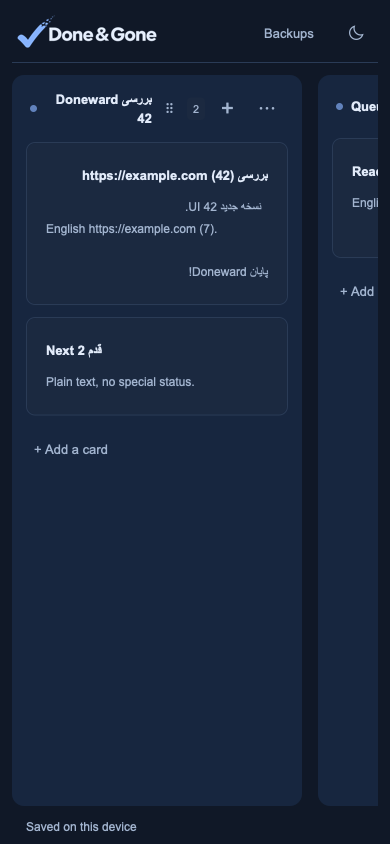 Done & Gone
Backups
بررسی Doneward
42
2
بررسی (42) https://example.com
نسخه جدید UI 42.
English https://example.com (7).
پایان Doneward!
Next 2 قدم
Plain text, no special status.
+ Add a card
+ Add
Saved on this device